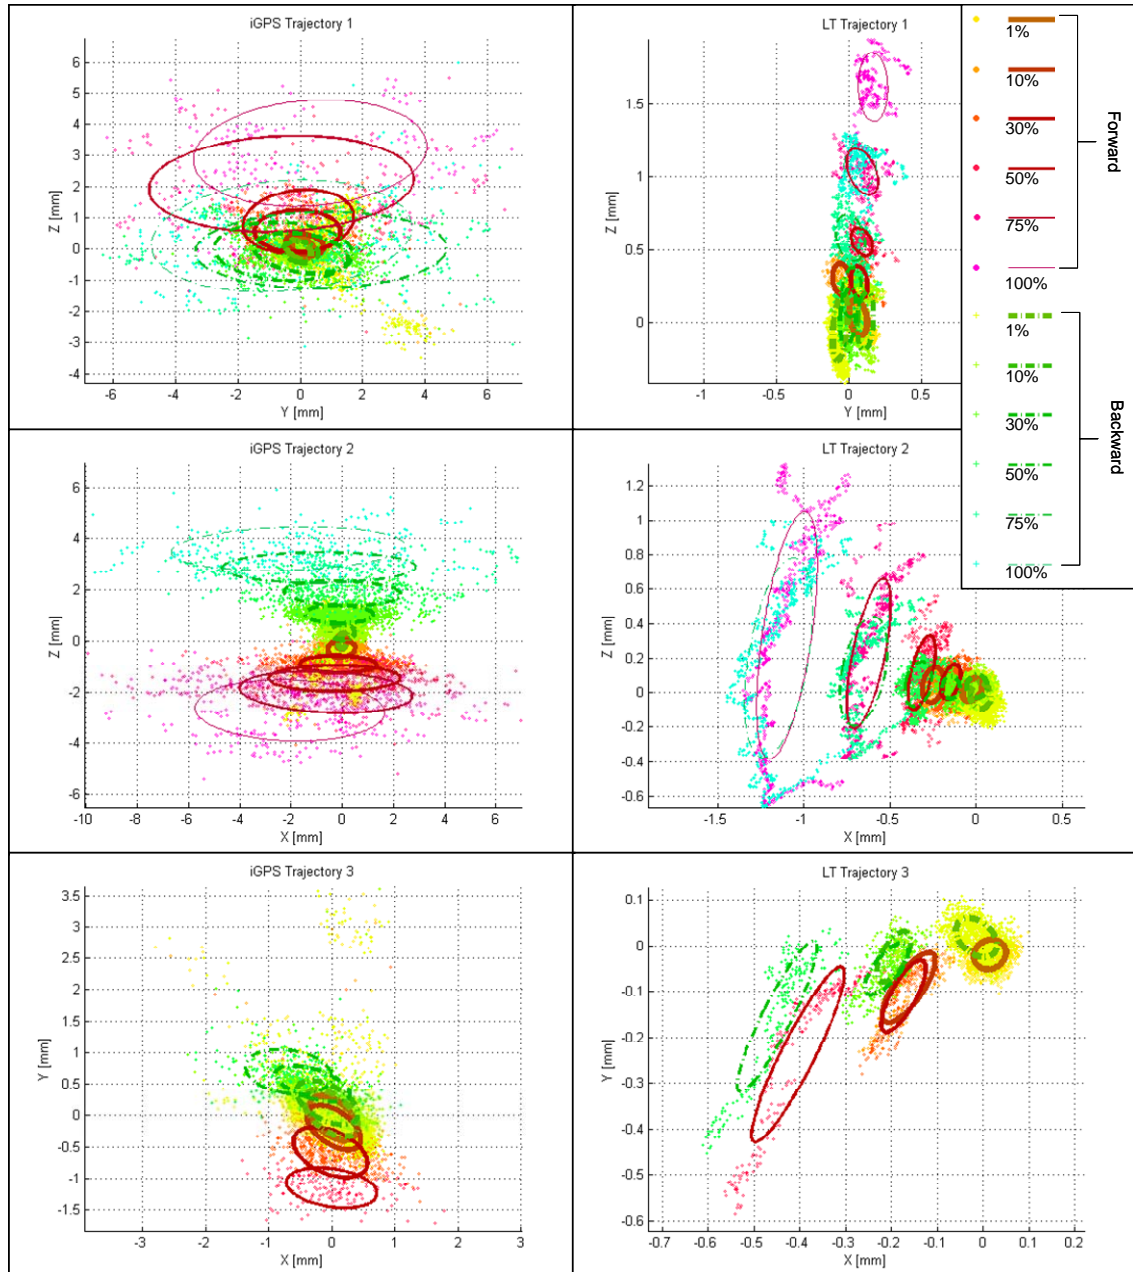 iGPS Trajectory 1
6
5
4
3
2
1
0
-1
-2
-3
-4
Z [mm]
-6 -4 -2 0 2 4 6
Y [mm]
LT Trajectory 1
1.5
1
0.5
0
Z [mm]
-1 -0.5 0 0.5
Y [mm]
1%
10%
30%
50%
75%
100%
Forward
1%
10%
30%
50%
75%
100%
Backward
iGPS Trajectory 2
6
4
2
0
-2
-4
-6
Z [mm]
-10 -8 -6 -4 -2 0 2 4 6
X [mm]
LT Trajectory 2
1.2
1
0.8
0.6
0.4
0.2
0
-0.2
-0.4
-0.6
Z [mm]
-1.5 -1 -0.5 0 0.5
X [mm]
iGPS Trajectory 3
3.5
3
2.5
2
1.5
1
0.5
0
-0.5
-1
-1.5
Y [mm]
-3 -2 -1 0 1 2 3
X [mm]
LT Trajectory 3
0.1
0
-0.1
-0.2
-0.3
-0.4
-0.5
-0.6
Y [mm]
-0.7 -0.6 -0.5 -0.4 -0.3 -0.2 -0.1 0 0.1 0.2
X [mm]